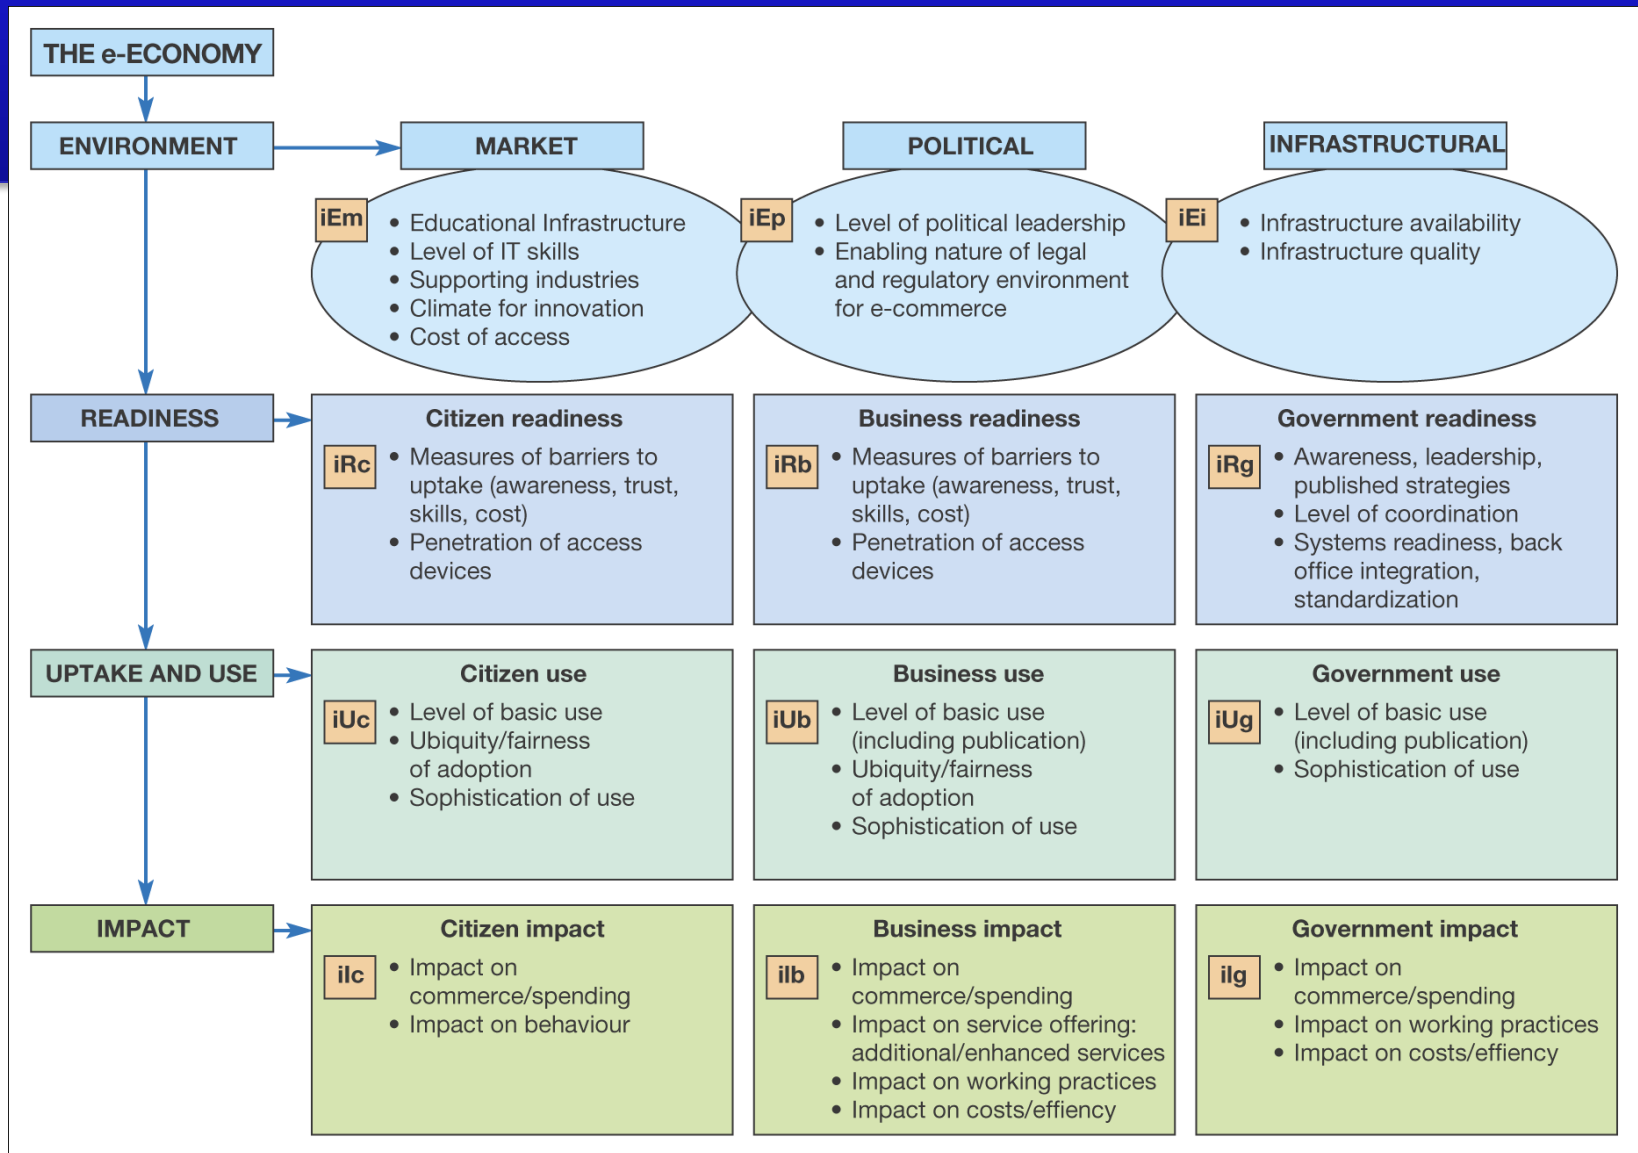 THE e-ECONOMY
ENVIRONMENT
MARKET
POLITICAL
INFRASTRUCTURAL
iEm
• Educational Infrastructure
• Level of IT skills
• Supporting industries
• Climate for innovation
• Cost of access
iEp
• Level of political leadership
• Enabling nature of legal
and regulatory environment
for e-commerce
iEi
• Infrastructure availability
• Infrastructure quality
READINESS
Citizen readiness
iRc
• Measures of barriers to
uptake (awareness, trust,
skills, cost)
• Penetration of access
devices
Business readiness
iRb
• Measures of barriers to
uptake (awareness, trust,
skills, cost)
• Penetration of access
devices
Government readiness
iRg
• Awareness, leadership,
published strategies
• Level of coordination
• Systems readiness, back
office integration,
standardization
UPTAKE AND USE
Citizen use
iUc
• Level of basic use
• Ubiquity/fairness
of adoption
• Sophistication of use
Business use
iUb
• Level of basic use
(including publication)
• Ubiquity/fairness
of adoption
• Sophistication of use
Government use
iUg
• Level of basic use
(including publication)
• Sophistication of use
IMPACT
Citizen impact
iIc
• Impact on
commerce/spending
• Impact on behaviour
Business impact
iIb
• Impact on
commerce/spending
• Impact on service offering:
additional/enhanced services
• Impact on working practices
• Impact on costs/effiency
Government impact
iIg
• Impact on
commerce/spending
• Impact on working practices
• Impact on costs/effiency